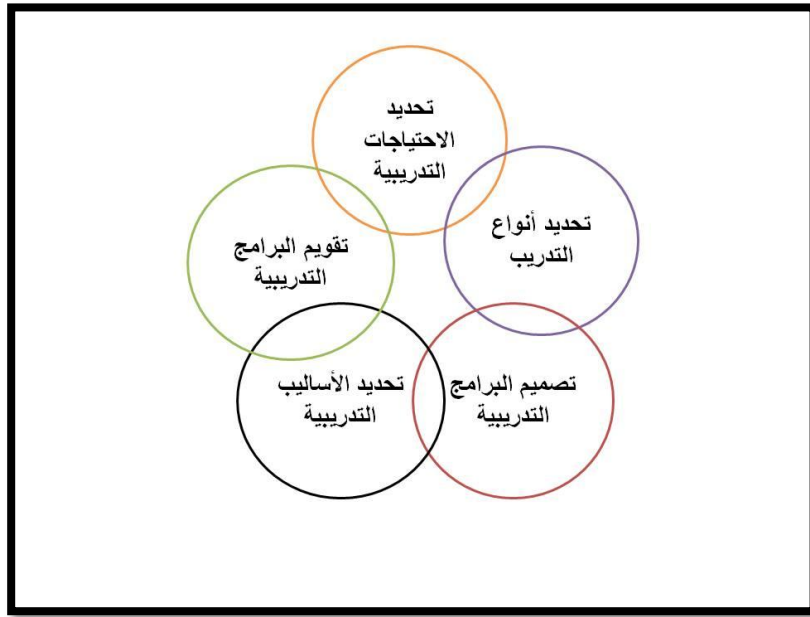 تحديد
الاحتياجات
التدريبية
تحديد أنواع
التدريب
تصميم البرامج
التدريبية
تحديد الأساليب
التدريبية
تقويم البرامج
التدريبية